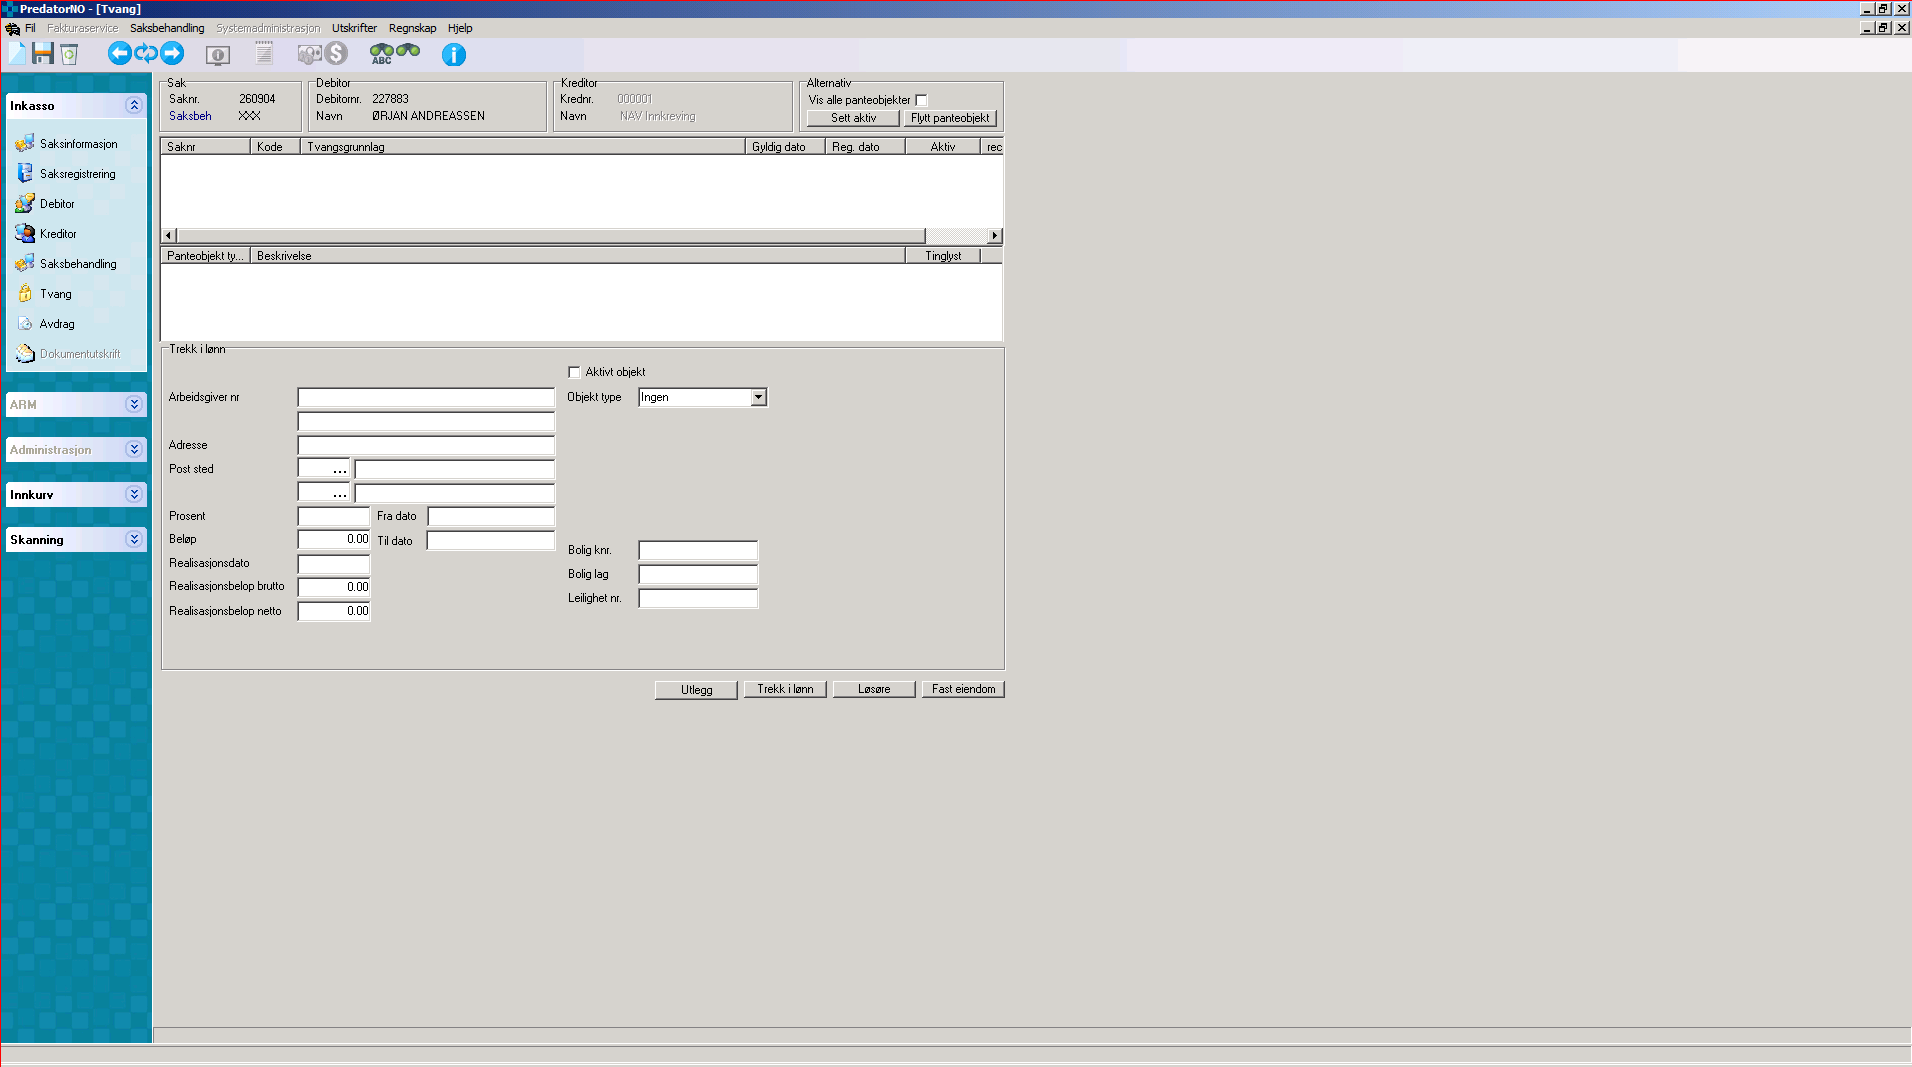 PredatorNO - [Tvang]
Fil Fakturaservice Saksbehandling Systemadministrasjon Utskrifter Regnskap Hjelp
ABC
Inkasso
Saksinformasjon
Saksregistrering
Debitor
Kreditor
Saksbehandling
Tvang
Avdrag
Dokumentutskrift
ARM
Administrasjon
Innkurv
Skanning
Sak
Saknr. 260904
Saksbeh XXX
Debitor
Debitornr. 227883
Navn ØRJAN ANDREASSEN
Kreditor
Krednr. 000001
Navn NAV Innkreving
Alternativ
Vis alle panteobjekter
Sett aktiv Flytt panteobjekt
Saknr Kode Tvangsgrunnlag Gyldig dato Reg. dato Aktiv rec
Panteobjekt ty... Beskrivelse Tinglyst
Trekk i lønn
Aktivt objekt
Arbeidsgiver nr Objekt type Ingen
Adresse
Post sted ...
...
Prosent Fra dato
Beløp 0.00 Til dato
Bolig knr.
Realisasjonsdato
Bolig lag
Realisasjonsbelop brutto 0.00
Leilighet nr.
Realisasjonsbelop netto 0.00
Utlegg Trekk i lønn Løsøre Fast eiendom